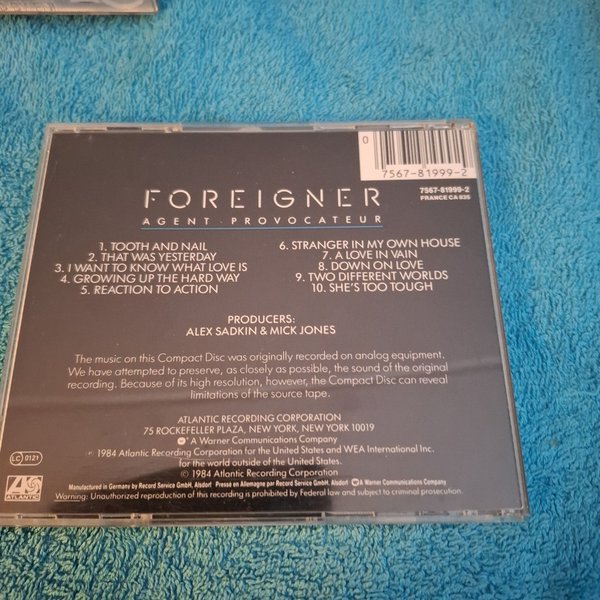 0
7567-81999-2
7567-81999-2
FRANCE CA 835
FOREIGNER
AGENT PROVOCATEUR
1. TOOTH AND NAIL
2. THAT WAS YESTERDAY
3. I WANT TO KNOW WHAT LOVE IS
4. GROWING UP THE HARD WAY
5. REACTION TO ACTION
6. STRANGER IN MY OWN HOUSE
7. A LOVE IN VAIN
8. DOWN ON LOVE
9. TWO DIFFERENT WORLDS
10. SHE'S TOO TOUGH
PRODUCERS:
ALEX SADKIN & MICK JONES
The music on this Compact Disc was originally recorded on analog equipment.
We have attempted to preserve, as closely as possible, the sound of the original
recording. Because of its high resolution, however, the Compact Disc can reveal
limitations of the source tape.
ATLANTIC RECORDING CORPORATION
75 ROCKEFELLER PLAZA, NEW YORK, NEW YORK 10019
A Warner Communications Company
℗ 1984 Atlantic Recording Corporation for the United States and WEA International Inc.
for the world outside of the United States.
© 1984 Atlantic Recording Corporation
LC 0121
ATLANTIC
Manufactured in Germany by Record Service GmbH, Alsdorf Pressé en Allemagne par Record Service GmbH, Alsdorf A Warner Communications Company
Warning: Unauthorized reproduction of this recording is prohibited by Federal law and subject to criminal prosecution.